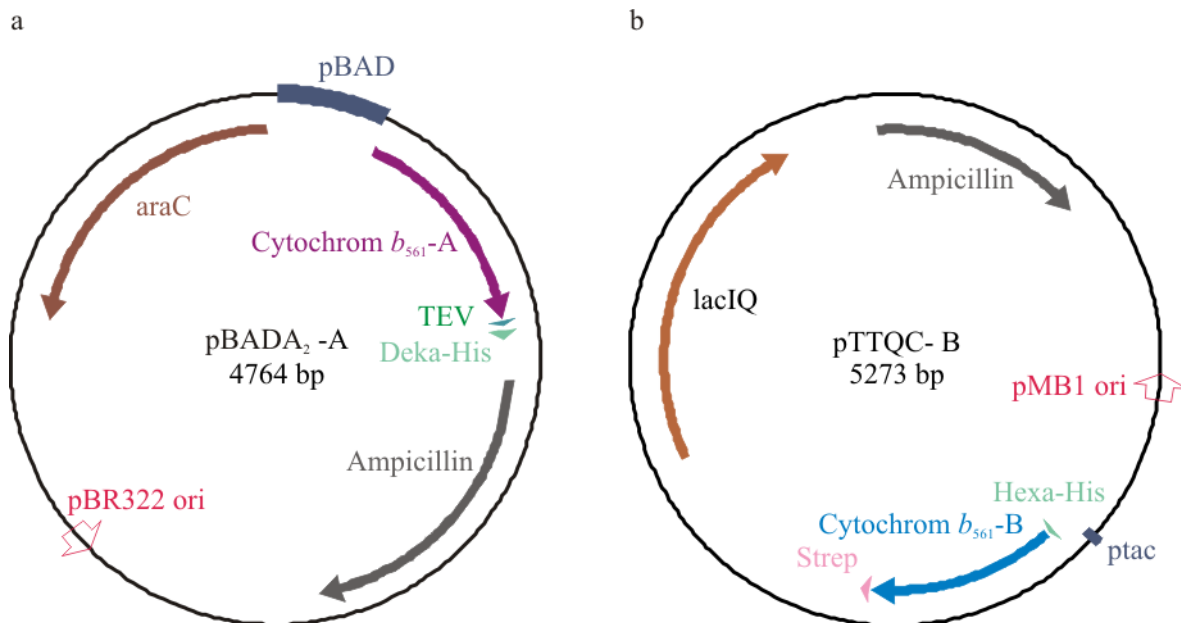 a
pBAD
araC
Cytochrom b₅₆₁-A
TEV
Deka-His
pBADA₂ -A
4764 bp
Ampicillin
pBR322 ori
b
Ampicillin
lacIQ
pTTQC- B
5273 bp
pMB1 ori
Hexa-His
Cytochrom b₅₆₁-B
Strep
ptac